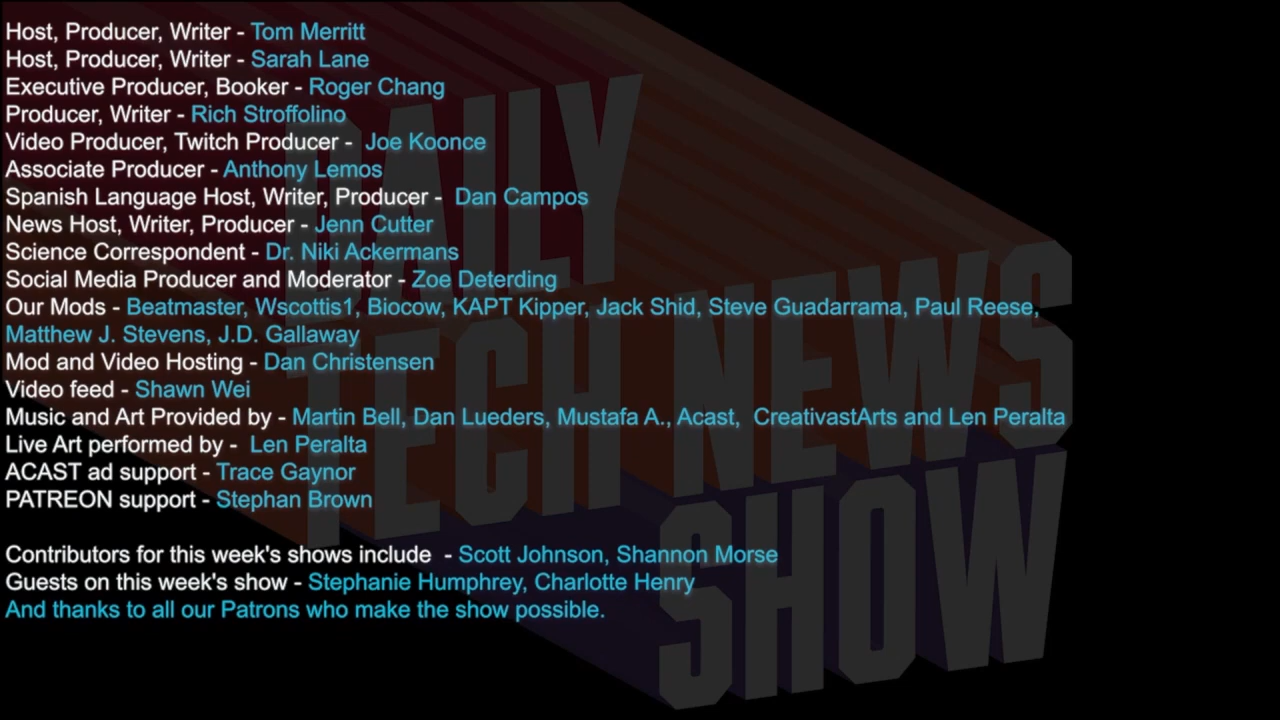 Host, Producer, Writer - Tom Merritt
Host, Producer, Writer - Sarah Lane
Executive Producer, Booker - Roger Chang
Producer, Writer - Rich Stroffolino
Video Producer, Twitch Producer -  Joe Koonce
Associate Producer - Anthony Lemos
Spanish Language Host, Writer, Producer -  Dan Campos
News Host, Writer, Producer - Jenn Cutter
Science Correspondent - Dr. Niki Ackermans
Social Media Producer and Moderator - Zoe Deterding
Our Mods - Beatmaster, Wscottis1, Biocow, KAPT Kipper, Jack Shid, Steve Guadarrama, Paul Reese,
Matthew J. Stevens, J.D. Gallaway
Mod and Video Hosting - Dan Christensen
Video feed - Shawn Wei
Music and Art Provided by - Martin Bell, Dan Lueders, Mustafa A., Acast,  CreativastArts and Len Peralta
Live Art performed by -  Len Peralta
ACAST ad support - Trace Gaynor
PATREON support - Stephan Brown
Contributors for this week's shows include  - Scott Johnson, Shannon Morse
Guests on this week's show - Stephanie Humphrey, Charlotte Henry
And thanks to all our Patrons who make the show possible.
DAILY
TECH NEWS
SHOW